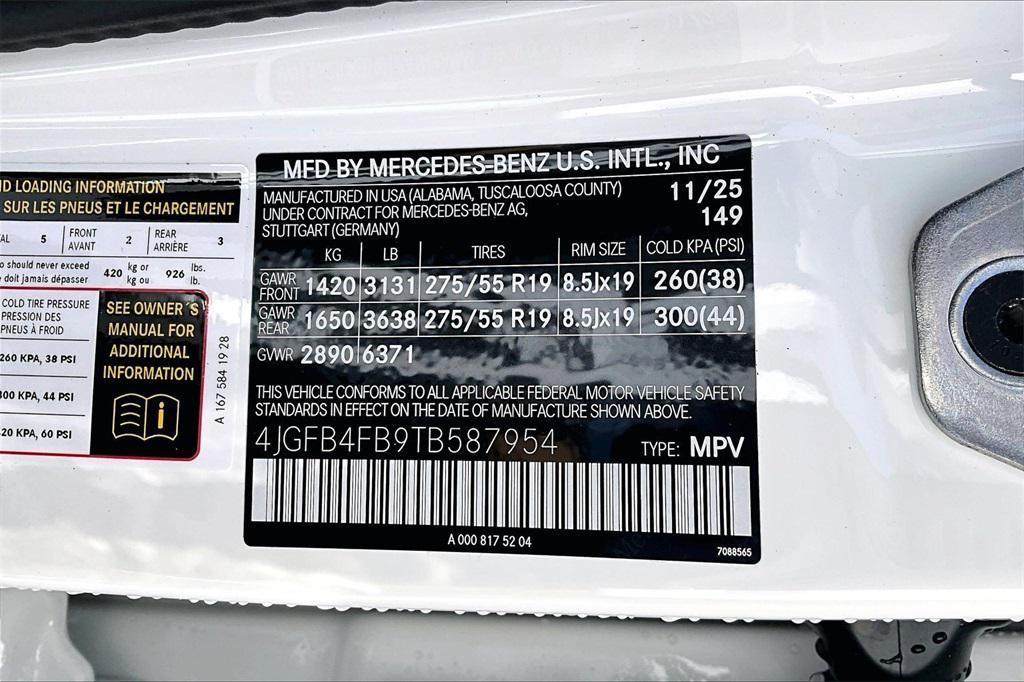 ND LOADING INFORMATION
SUR LES PNEUS ET LE CHARGEMENT
5 FRONT AVANT 2 REAR ARRIÈRE 3
should never exceed
doit jamais dépasser 420 kg or kg ou 926 lbs. lb.
COLD TIRE PRESSURE
PRESSION DES
PNEUS À FROID
260 KPA, 38 PSI
300 KPA, 44 PSI
420 KPA, 60 PSI
SEE OWNER´S
MANUAL FOR
ADDITIONAL
INFORMATION
A 167 584 19 28
MFD BY MERCEDES-BENZ U.S. INTL., INC
MANUFACTURED IN USA (ALABAMA, TUSCALOOSA COUNTY) 11/25
UNDER CONTRACT FOR MERCEDES-BENZ AG, 149
STUTTGART (GERMANY)
KG LB TIRES RIM SIZE COLD KPA (PSI)
GAWR FRONT 1420 3131 275/55 R19 8.5Jx19 260(38)
GAWR REAR 1650 3638 275/55 R19 8.5Jx19 300(44)
GVWR 2890 6371
THIS VEHICLE CONFORMS TO ALL APPLICABLE FEDERAL MOTOR VEHICLE SAFETY
STANDARDS IN EFFECT ON THE DATE OF MANUFACTURE SHOWN ABOVE.
4JGFB4FB9TB587954 TYPE: MPV
A 000 817 52 04
7088565